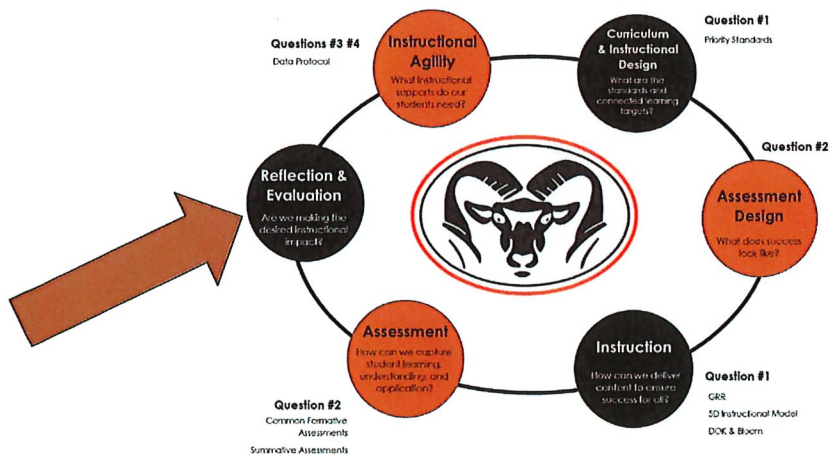 Question #1
Priority Standards
Curriculum
& Instructional
Design
What are the
standards and
connected learning
targets?
Question #2
Assessment
Design
What does success
look like?
Instruction
How can we deliver
content to ensure
success for all?
Question #1
GRR
5D Instructional Model
DOK & Bloom
Assessment
How can we capture
student learning,
understanding, and
application?
Question #2
Common Formative
Assessments
Summative Assessments
Reflection &
Evaluation
Are we making the
desired instructional
impacts?
Questions #3 #4
Data Protocol
Instructional
Agility
What instructional
supports do our
students need?